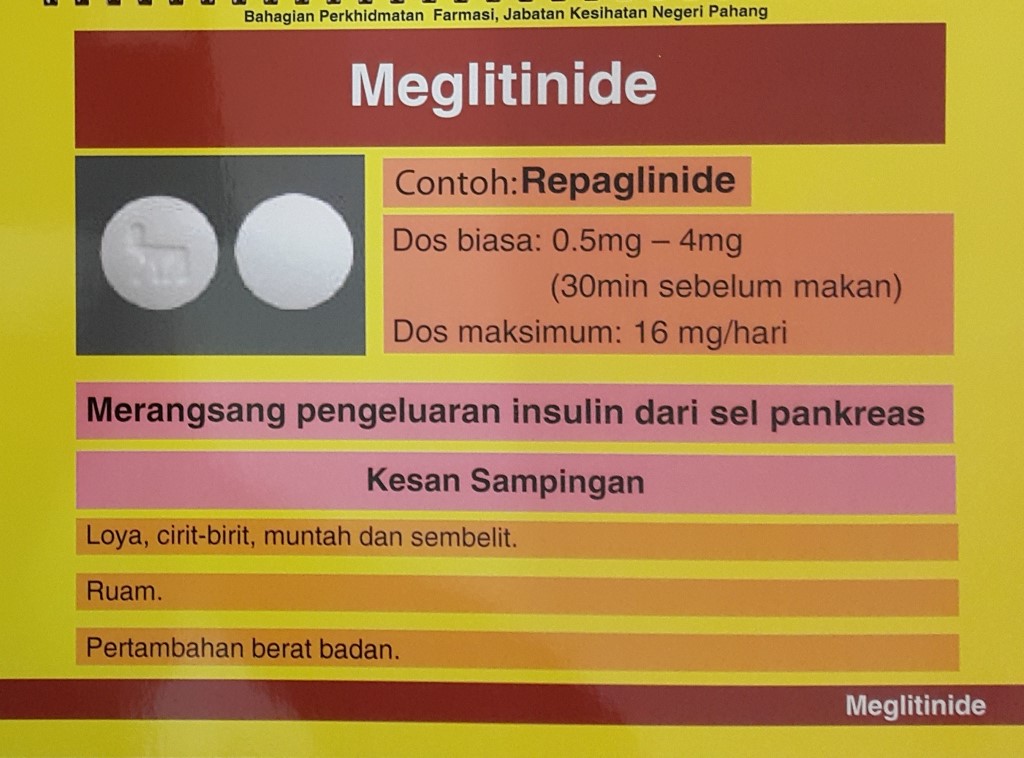 Bahagian Perkhidmatan Farmasi, Jabatan Kesihatan Negeri Pahang
Meglitinide
Contoh:Repaglinide
Dos biasa: 0.5mg – 4mg
(30min sebelum makan)
Dos maksimum: 16 mg/hari
Merangsang pengeluaran insulin dari sel pankreas
Kesan Sampingan
Loya, cirit-birit, muntah dan sembelit.
Ruam.
Pertambahan berat badan.
Meglitinide